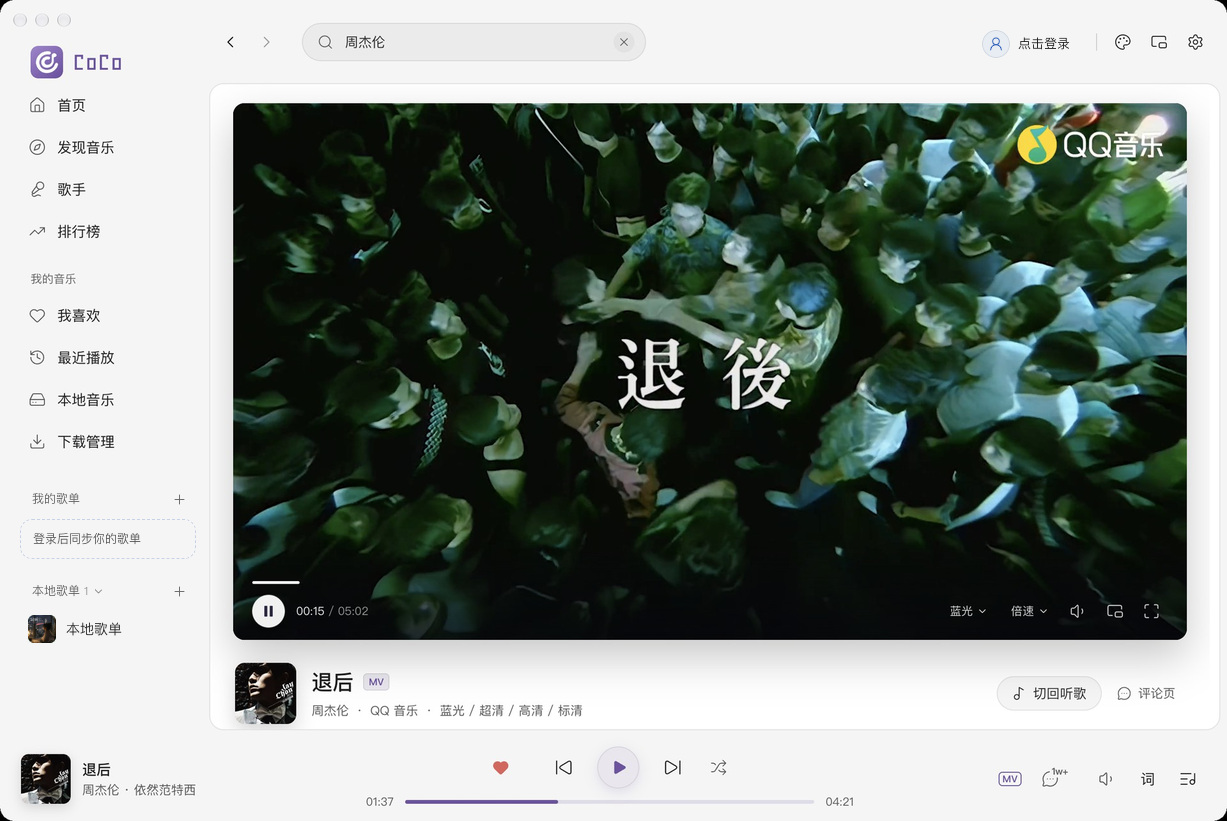 周杰伦
点击登录
CoCo
首页
发现音乐
歌手
排行榜
我的音乐
我喜欢
最近播放
本地音乐
下载管理
我的歌单
登录后同步你的歌单
本地歌单 1
本地歌单
QQ音乐
退 後
00:15 / 05:02
蓝光
倍速
退后 MV
周杰伦 · QQ 音乐 · 蓝光 / 超清 / 高清 / 标清
切回听歌
评论页
退后
周杰伦 · 依然范特西
01:37
04:21
MV
1w+
词